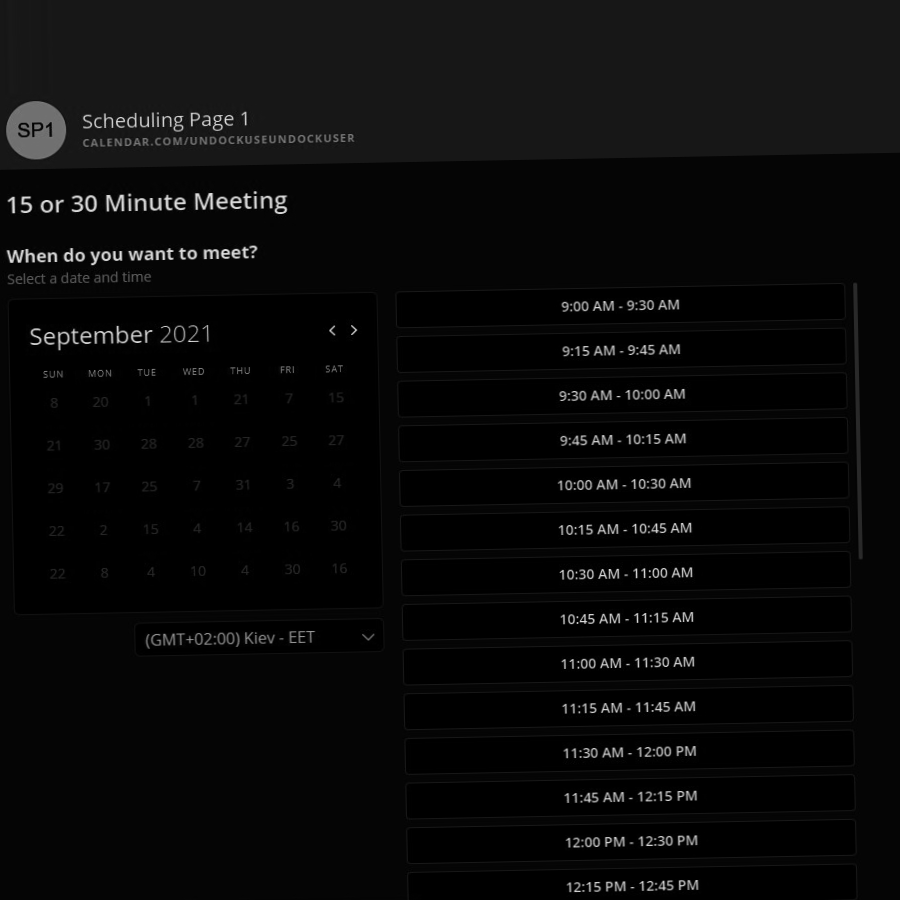 SP1
Scheduling Page 1
CALENDAR.COM/UNDOCKUSEUNDOCKUSER
15 or 30 Minute Meeting
When do you want to meet?
Select a date and time
September 2021
SUN MON TUE WED THU FRI SAT
8 20 1 1 21 7 15
21 30 28 28 27 25 27
29 17 25 7 31 3 4
22 2 15 4 14 16 30
22 8 4 10 4 30 16
(GMT+02:00) Kiev - EET
9:00 AM - 9:30 AM
9:15 AM - 9:45 AM
9:30 AM - 10:00 AM
9:45 AM - 10:15 AM
10:00 AM - 10:30 AM
10:15 AM - 10:45 AM
10:30 AM - 11:00 AM
10:45 AM - 11:15 AM
11:00 AM - 11:30 AM
11:15 AM - 11:45 AM
11:30 AM - 12:00 PM
11:45 AM - 12:15 PM
12:00 PM - 12:30 PM
12:15 PM - 12:45 PM